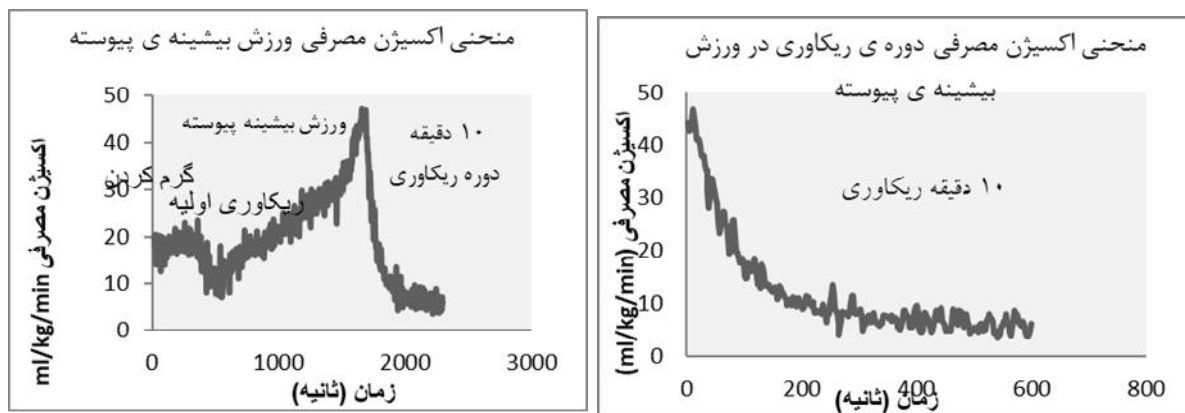 منحنی اکسیژن مصرفی ورزش بیشینه ی پیوسته
50
40
30
20
10
0
0
1000
2000
3000
ورزش بیشینه پیوسته
۱۰ دقیقه
دوره ریکاوری
گرم کردن
ریکاوری اولیه
اکسیژن مصرفی ml/kg/min
زمان (ثانیه)
منحنی اکسیژن مصرفی دوره ی ریکاوری در ورزش
بیشینه ی پیوسته
50
40
30
20
10
0
0
200
400
600
800
۱۰ دقیقه ریکاوری
اکسیژن مصرفی (ml/kg/min)
زمان (ثانیه)